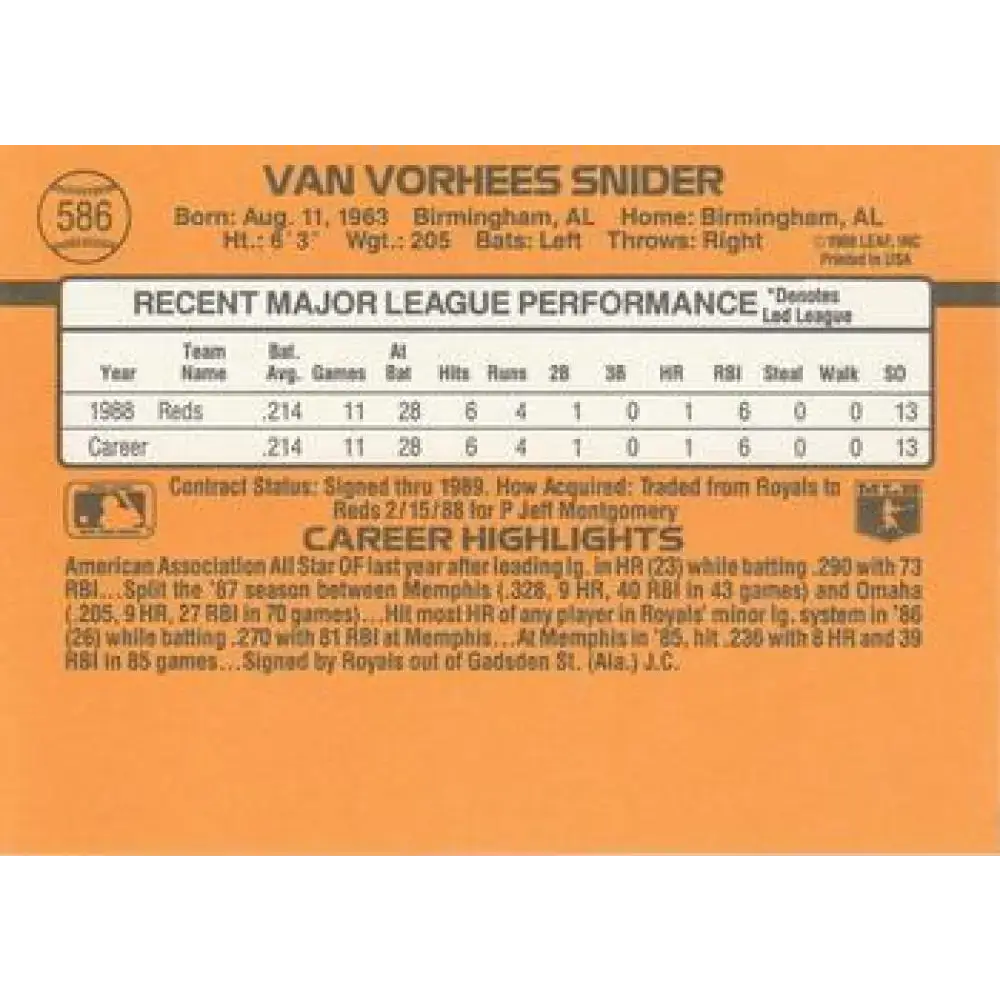 586
VAN VORHEES SNIDER
Born: Aug. 11, 1963 Birmingham, AL Home: Birmingham, AL
Ht.: 6' 3" Wgt.: 205 Bats: Left Throws: Right
© 1988 LEAF, INC
Printed in USA
RECENT MAJOR LEAGUE PERFORMANCE *Denotes Led League
Year Team Name Bat. Avg. Games At Bat Hits Runs 2B 3B HR RBI Steal Walk SO
1988 Reds .214 11 28 6 4 1 0 1 6 0 0 13
Career .214 11 28 6 4 1 0 1 6 0 0 13
Contract Status: Signed thru 1989. How Acquired: Traded from Royals to
Reds 2/15/88 for P Jeff Montgomery
CAREER HIGHLIGHTS
American Association All Star OF last year after leading lg. in HR (23) while batting .290 with 73
RBI...Split the '87 season between Memphis (.328, 9 HR, 40 RBI in 43 games) and Omaha
(.205, 9 HR, 27 RBI in 70 games)...Hit most HR of any player in Royals' minor lg. system in '86
(26) while batting .270 with 81 RBI at Memphis...At Memphis in '85, hit .236 with 8 HR and 39
RBI in 85 games...Signed by Royals out of Gadsden St. (Ala.) J.C.